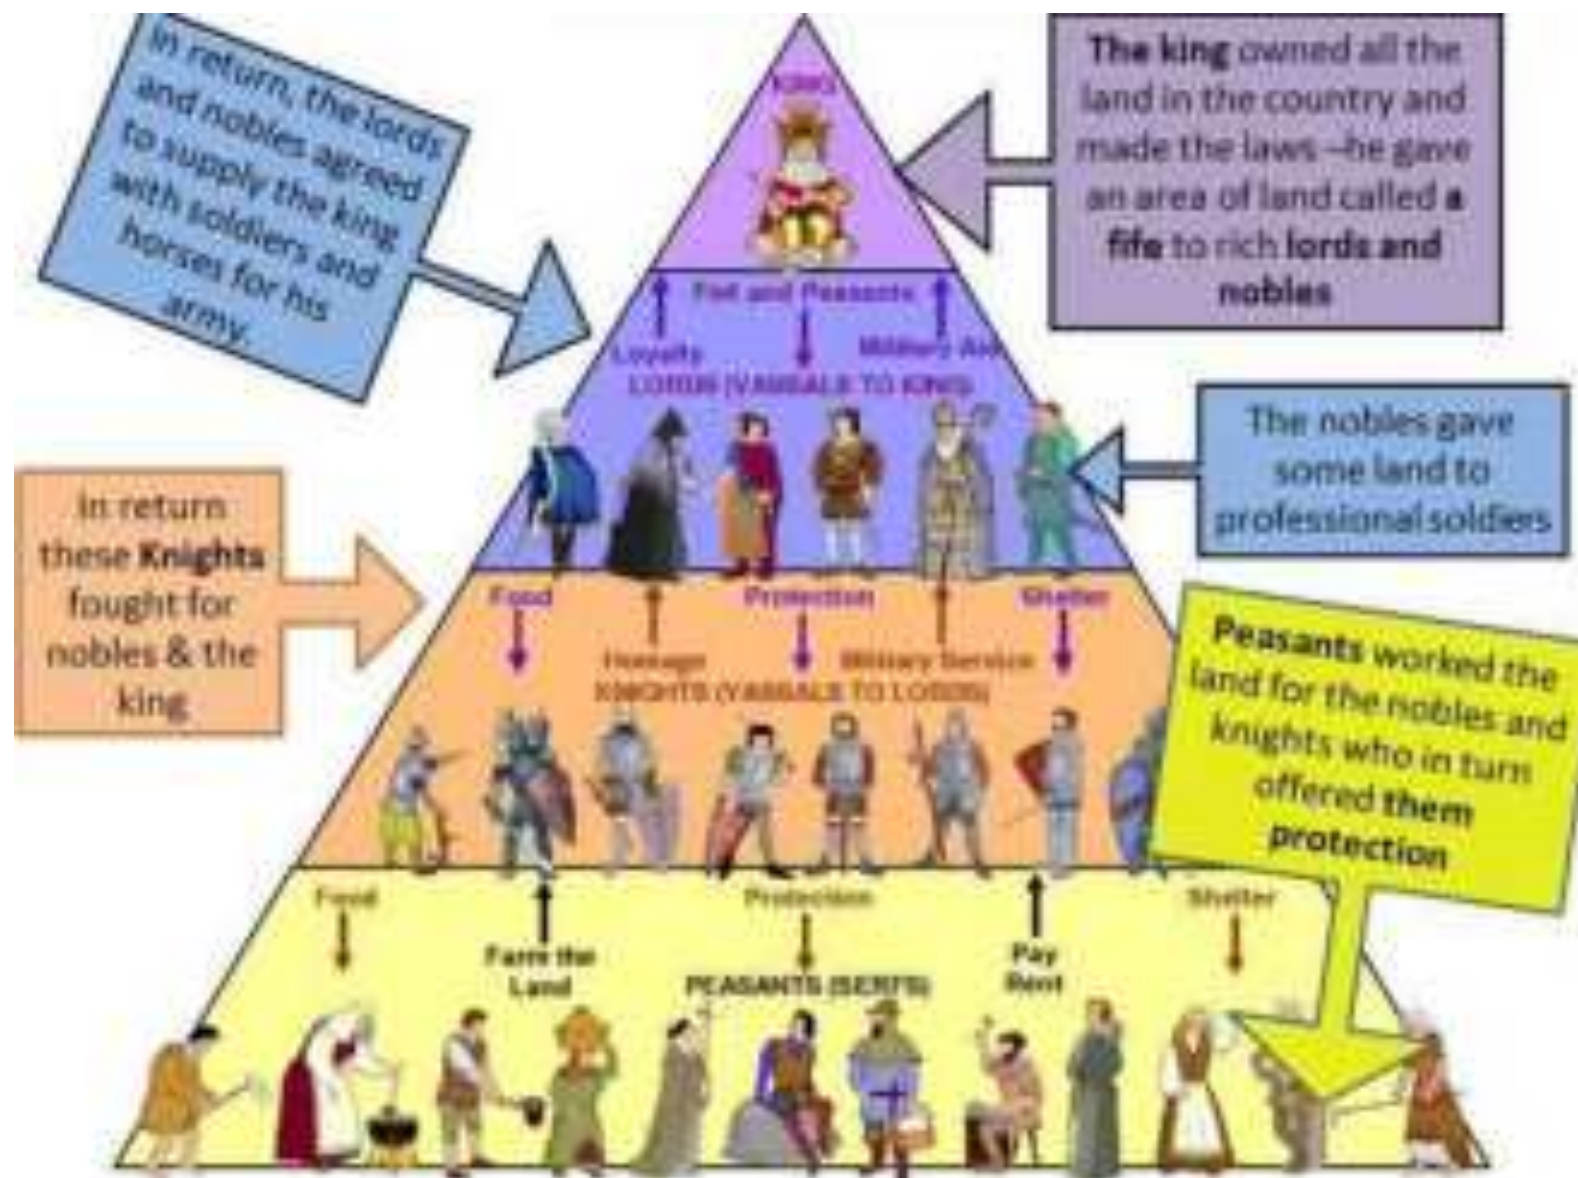 In return, the lords
and nobles agreed
to supply the king
with soldiers and
horses for his
army.
The king owned all the
land in the country and
made the laws –he gave
an area of land called a
fife to rich lords and
nobles
KING
Fief and Peasants
Loyalty
Military Aid
LORDS (VASSALS TO KING)
The nobles gave
some land to
professional soldiers
In return
these Knights
fought for
nobles & the
king
Food
Protection
Shelter
Homage
Military Service
KNIGHTS (VASSALS TO LORDS)
Peasants worked the
land for the nobles and
knights who in turn
offered them
protection
Food
Protection
Shelter
Farm the
Land
Pay
Rent
PEASANTS (SERFS)